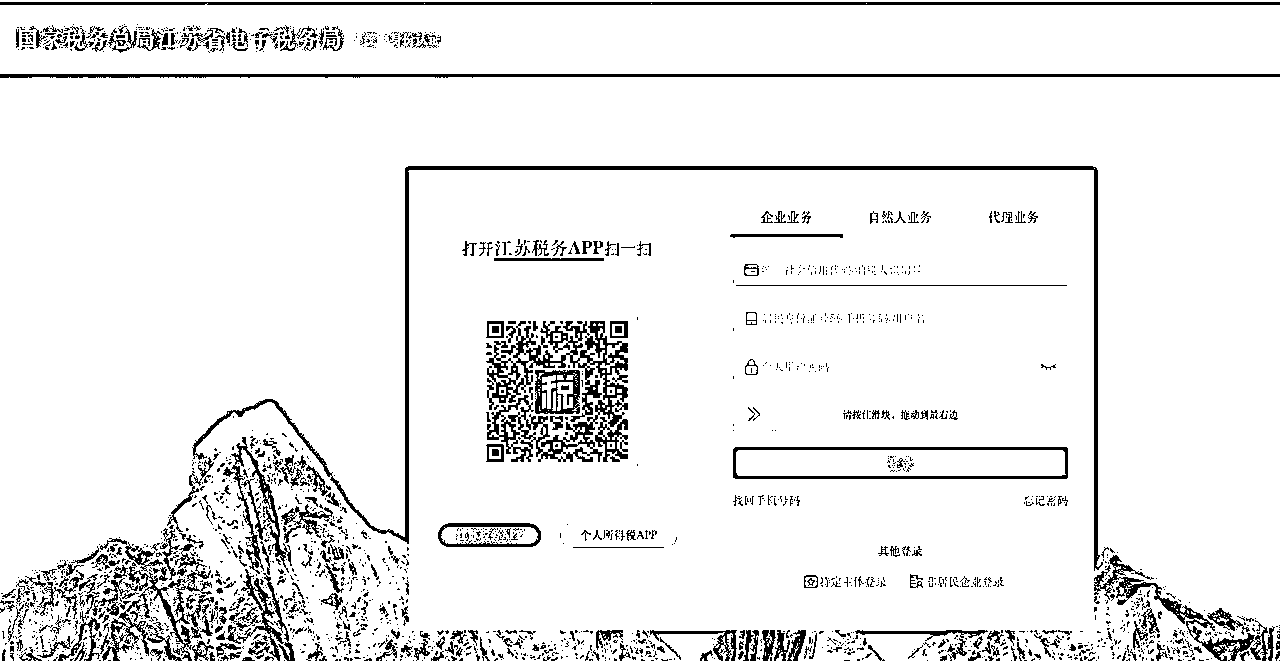 国家税务总局江苏省电子税务局
打开江苏税务APP扫一扫
税
个人所得税APP
企业业务 自然人业务 代理业务
个人用户密码
请按住滑块，拖动到最右边
登录
找回手机号码 忘记密码
其他登录
特定主体登录 非居民企业登录